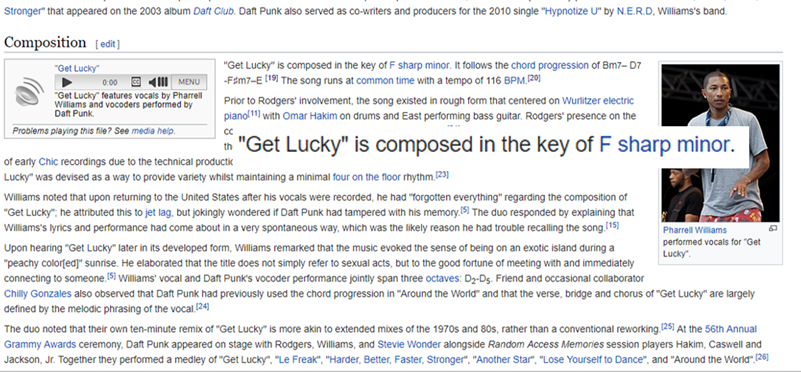 Stronger" that appeared on the 2003 album Daft Club. Daft Punk also served as co-writers and producers for the 2010 single "Hypnotize U" by N.E.R.D, Williams's band.
Composition [ edit ]
"Get Lucky"
0:00 MENU
"Get Lucky" features vocals by Pharrell
Williams and vocoders performed by
Daft Punk.
Problems playing this file? See media help.
"Get Lucky" is composed in the key of F sharp minor. It follows the chord progression of Bm7– D7
-F♯m7–E [19] The song runs at common time with a tempo of 116 BPM.[20]
Prior to Rodgers' involvement, the song existed in rough form that centered on Wurlitzer electric
piano[11] with Omar Hakim on drums and East performing bass guitar. Rodgers' presence on the
"Get Lucky" is composed in the key of F sharp minor.
of early Chic recordings due to the technical
Lucky" was devised as a way to provide variety whilst maintaining a minimal four on the floor rhythm.[23]
Pharrell Williams
performed vocals for "Get
Lucky".
Williams noted that upon returning to the United States after his vocals were recorded, he had "forgotten everything" regarding the composition of
"Get Lucky"; he attributed this to jet lag, but jokingly wondered if Daft Punk had tampered with his memory.[5] The duo responded by explaining that
Williams's lyrics and performance had come about in a very spontaneous way, which was the likely reason he had trouble recalling the song.[15]
Upon hearing "Get Lucky" later in its developed form, Williams remarked that the music evoked the sense of being on an exotic island during a
"peachy color[ed]" sunrise. He elaborated that the title does not simply refer to sexual acts, but to the good fortune of meeting with and immediately
connecting to someone.[5] Williams' vocal and Daft Punk's vocoder performance jointly span three octaves: D2-D5. Friend and occasional collaborator
Chilly Gonzales also observed that Daft Punk had previously used the chord progression in "Around the World" and that the verse, bridge and chorus of "Get Lucky" are largely
defined by the melodic phrasing of the vocal.[24]
The duo noted that their own ten-minute remix of "Get Lucky" is more akin to extended mixes of the 1970s and 80s, rather than a conventional reworking.[25] At the 56th Annual
Grammy Awards ceremony, Daft Punk appeared on stage with Rodgers, Williams, and Stevie Wonder alongside Random Access Memories session players Hakim, Caswell and
Jackson, Jr. Together they performed a medley of "Get Lucky", "Le Freak", "Harder, Better, Faster, Stronger", "Another Star", "Lose Yourself to Dance", and "Around the World".[26]